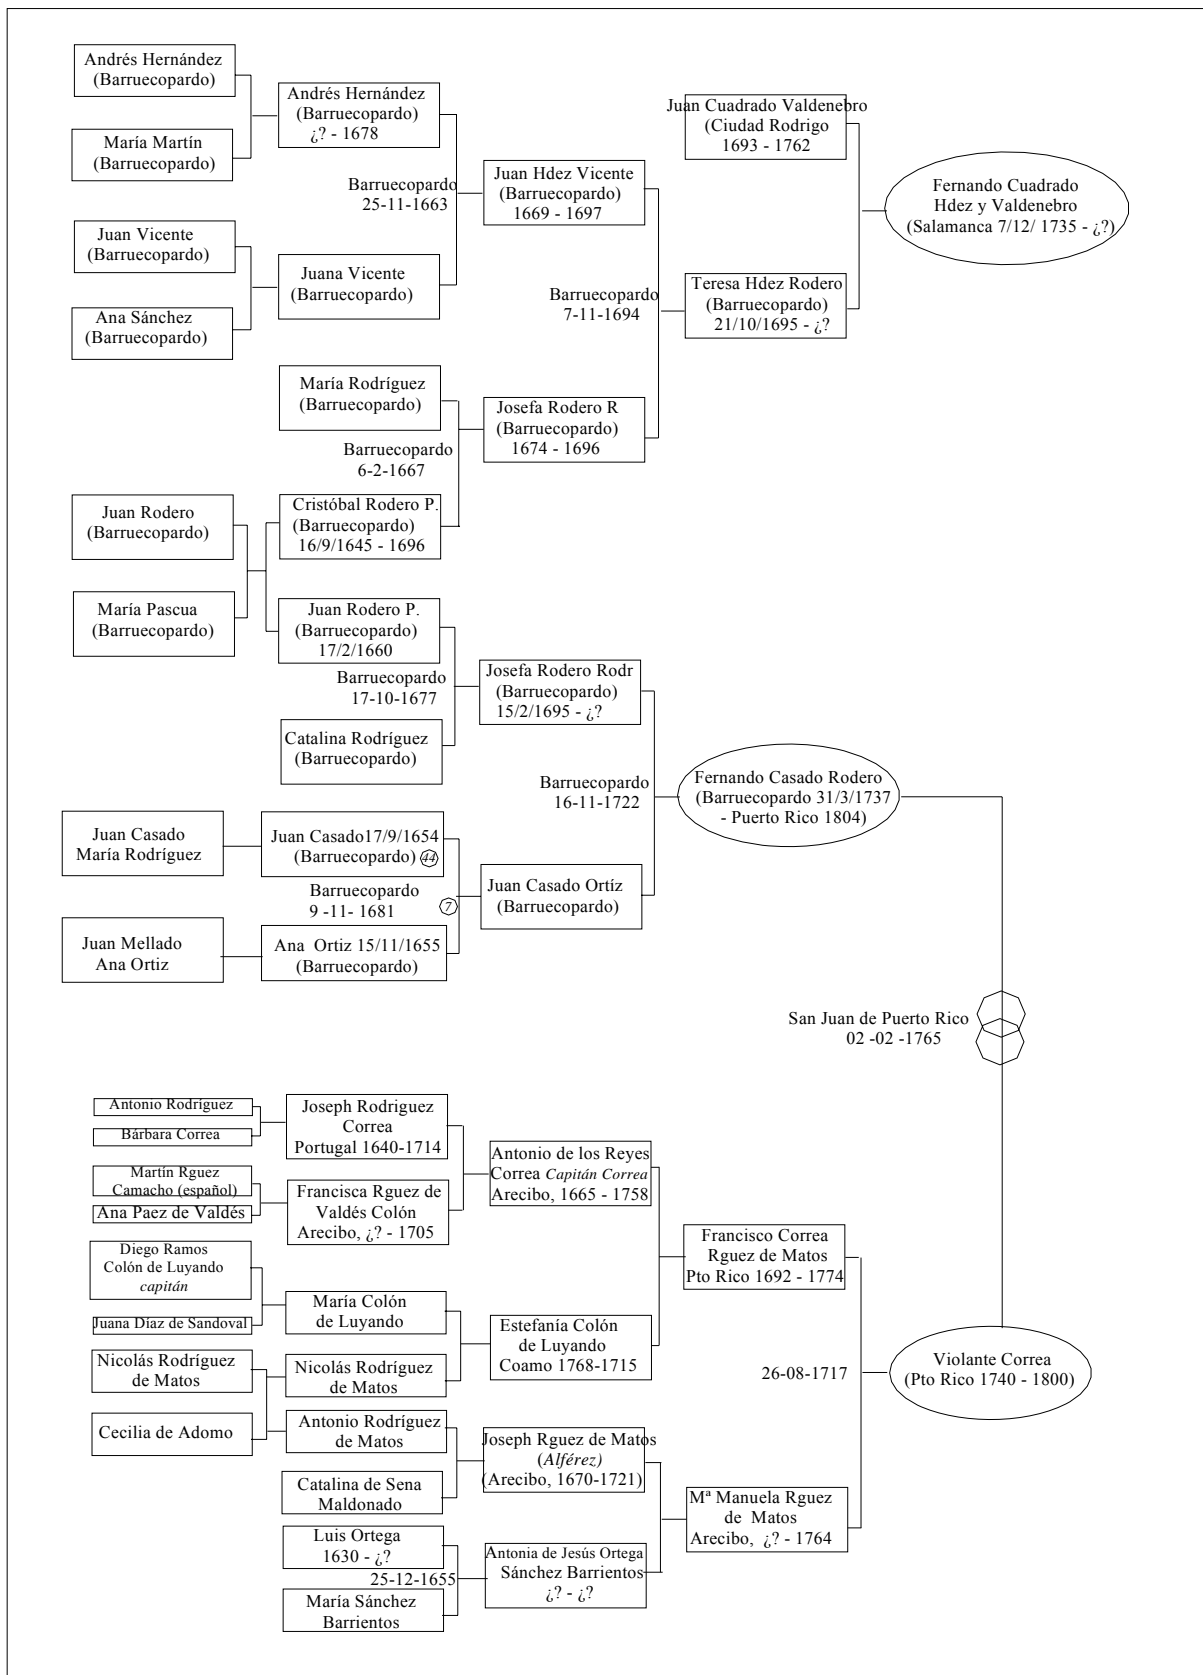 Andrés Hernández
(Barruecopardo)
María Martín
(Barruecopardo)
Andrés Hernández
(Barruecopardo)
¿? - 1678
Juan Vicente
(Barruecopardo)
Ana Sánchez
(Barruecopardo)
Juana Vicente
(Barruecopardo)
Barruecopardo
25-11-1663
Juan Hdez Vicente
(Barruecopardo)
1669 - 1697
Juan Cuadrado Valdenebro
(Ciudad Rodrigo
1693 - 1762
Fernando Cuadrado
Hdez y Valdenebro
(Salamanca 7/12/ 1735 - ¿?)
Barruecopardo
7-11-1694
Teresa Hdez Rodero
(Barruecopardo)
21/10/1695 - ¿?
María Rodríguez
(Barruecopardo)
Barruecopardo
6-2-1667
Josefa Rodero R
(Barruecopardo)
1674 - 1696
Juan Rodero
(Barruecopardo)
María Pascua
(Barruecopardo)
Cristóbal Rodero P.
(Barruecopardo)
16/9/1645 - 1696
Juan Rodero P.
(Barruecopardo)
17/2/1660
Barruecopardo
17-10-1677
Catalina Rodríguez
(Barruecopardo)
Josefa Rodero Rodr
(Barruecopardo)
15/2/1695 - ¿?
Barruecopardo
16-11-1722
Fernando Casado Rodero
(Barruecopardo 31/3/1737
- Puerto Rico 1804)
Juan Casado
María Rodríguez
Juan Casado17/9/1654
(Barruecopardo) 44
Barruecopardo
9 -11- 1681
7
Juan Casado Ortíz
(Barruecopardo)
Juan Mellado
Ana Ortiz
Ana Ortiz 15/11/1655
(Barruecopardo)
San Juan de Puerto Rico
02 -02 -1765
Antonio Rodríguez
Bárbara Correa
Joseph Rodriguez
Correa
Portugal 1640-1714
Martín Rguez
Camacho (español)
Ana Paez de Valdés
Francisca Rguez de
Valdés Colón
Arecibo, ¿? - 1705
Antonio de los Reyes
Correa Capitán Correa
Arecibo, 1665 - 1758
Diego Ramos
Colón de Luyando
capitán
Juana Díaz de Sandoval
María Colón
de Luyando
Nicolás Rodríguez
de Matos
Cecilia de Adomo
Nicolás Rodríguez
de Matos
Estefanía Colón
de Luyando
Coamo 1768-1715
Francisco Correa
Rguez de Matos
Pto Rico 1692 - 1774
26-08-1717
Violante Correa
(Pto Rico 1740 - 1800)
Antonio Rodríguez
de Matos
Catalina de Sena
Maldonado
Joseph Rguez de Matos
(Alférez)
(Arecibo, 1670-1721)
Mª Manuela Rguez
de Matos
Arecibo, ¿? - 1764
Luis Ortega
1630 - ¿?
25-12-1655
María Sánchez
Barrientos
Antonia de Jesús Ortega
Sánchez Barrientos
¿? - ¿?